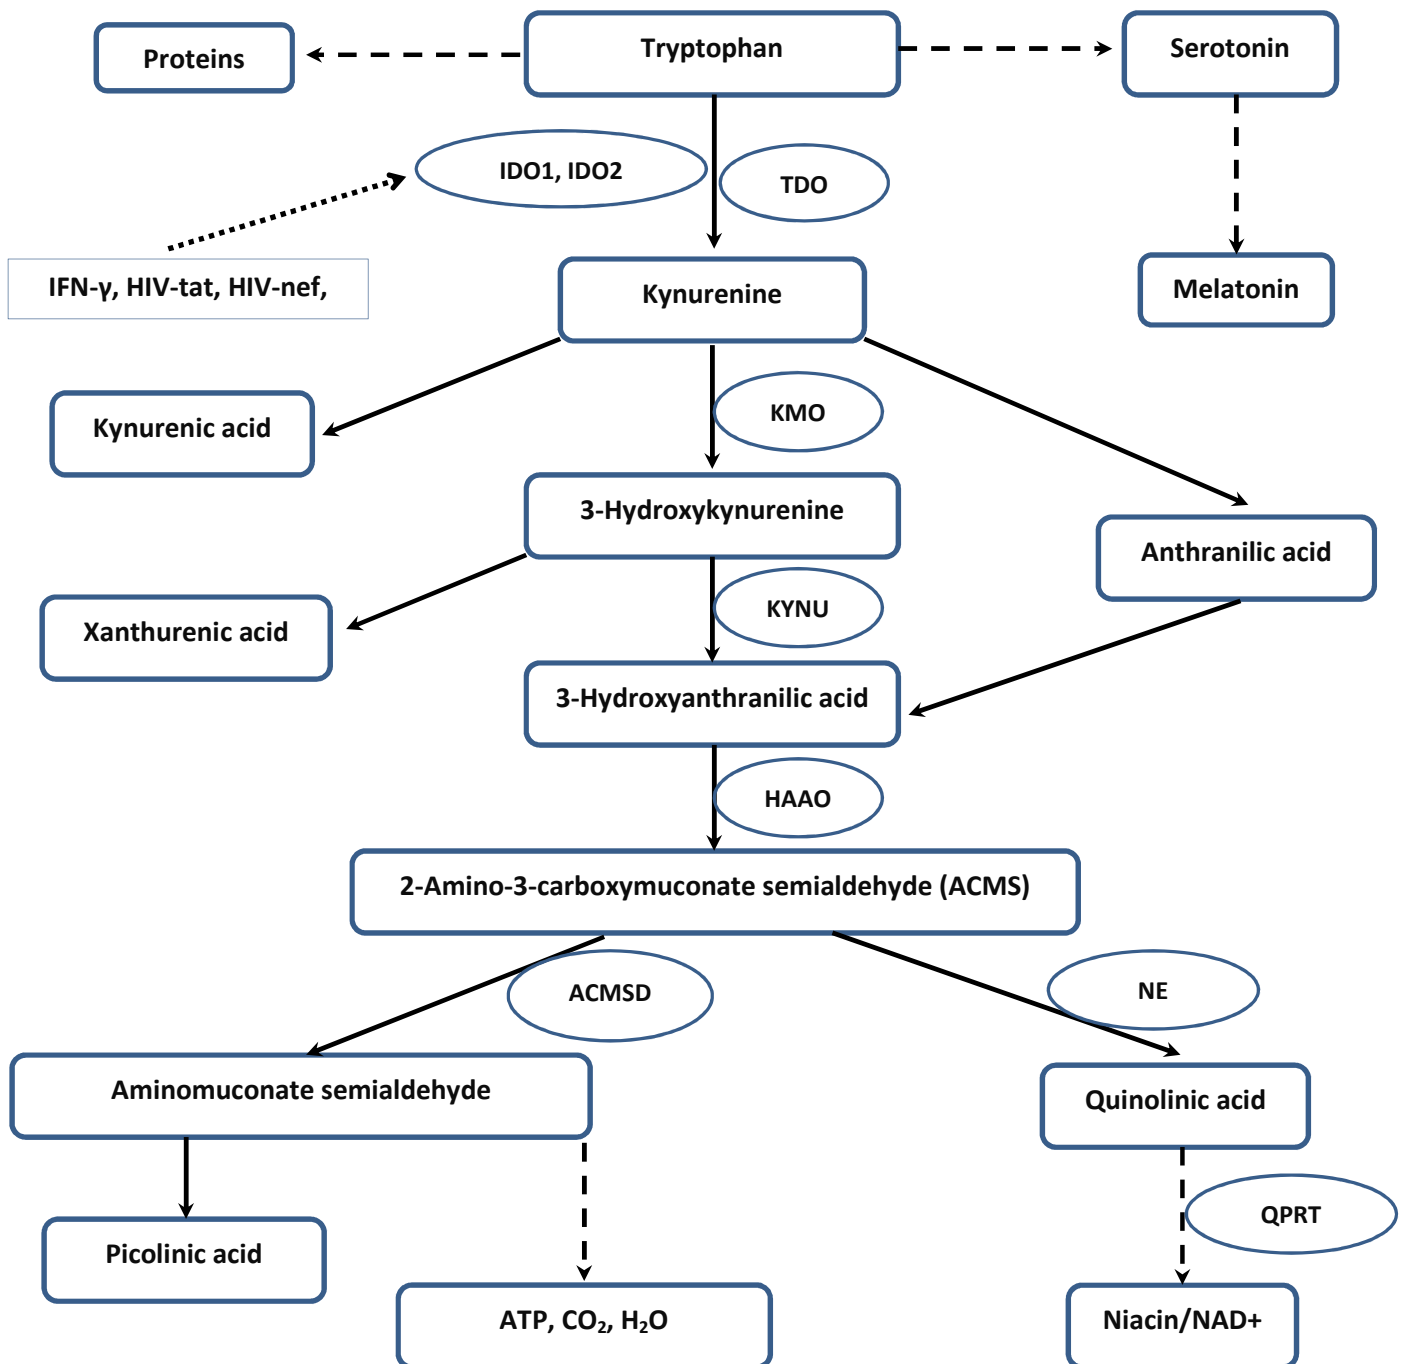 Proteins
Tryptophan
Serotonin
IDO1, IDO2
TDO
IFN-γ, HIV-tat, HIV-nef,
Kynurenine
Melatonin
Kynurenic acid
KMO
3-Hydroxykynurenine
Anthranilic acid
Xanthurenic acid
KYNU
3-Hydroxyanthranilic acid
HAAO
2-Amino-3-carboxymuconate semialdehyde (ACMS)
ACMSD
NE
Aminomuconate semialdehyde
Quinolinic acid
QPRT
Picolinic acid
ATP, CO₂, H₂O
Niacin/NAD+